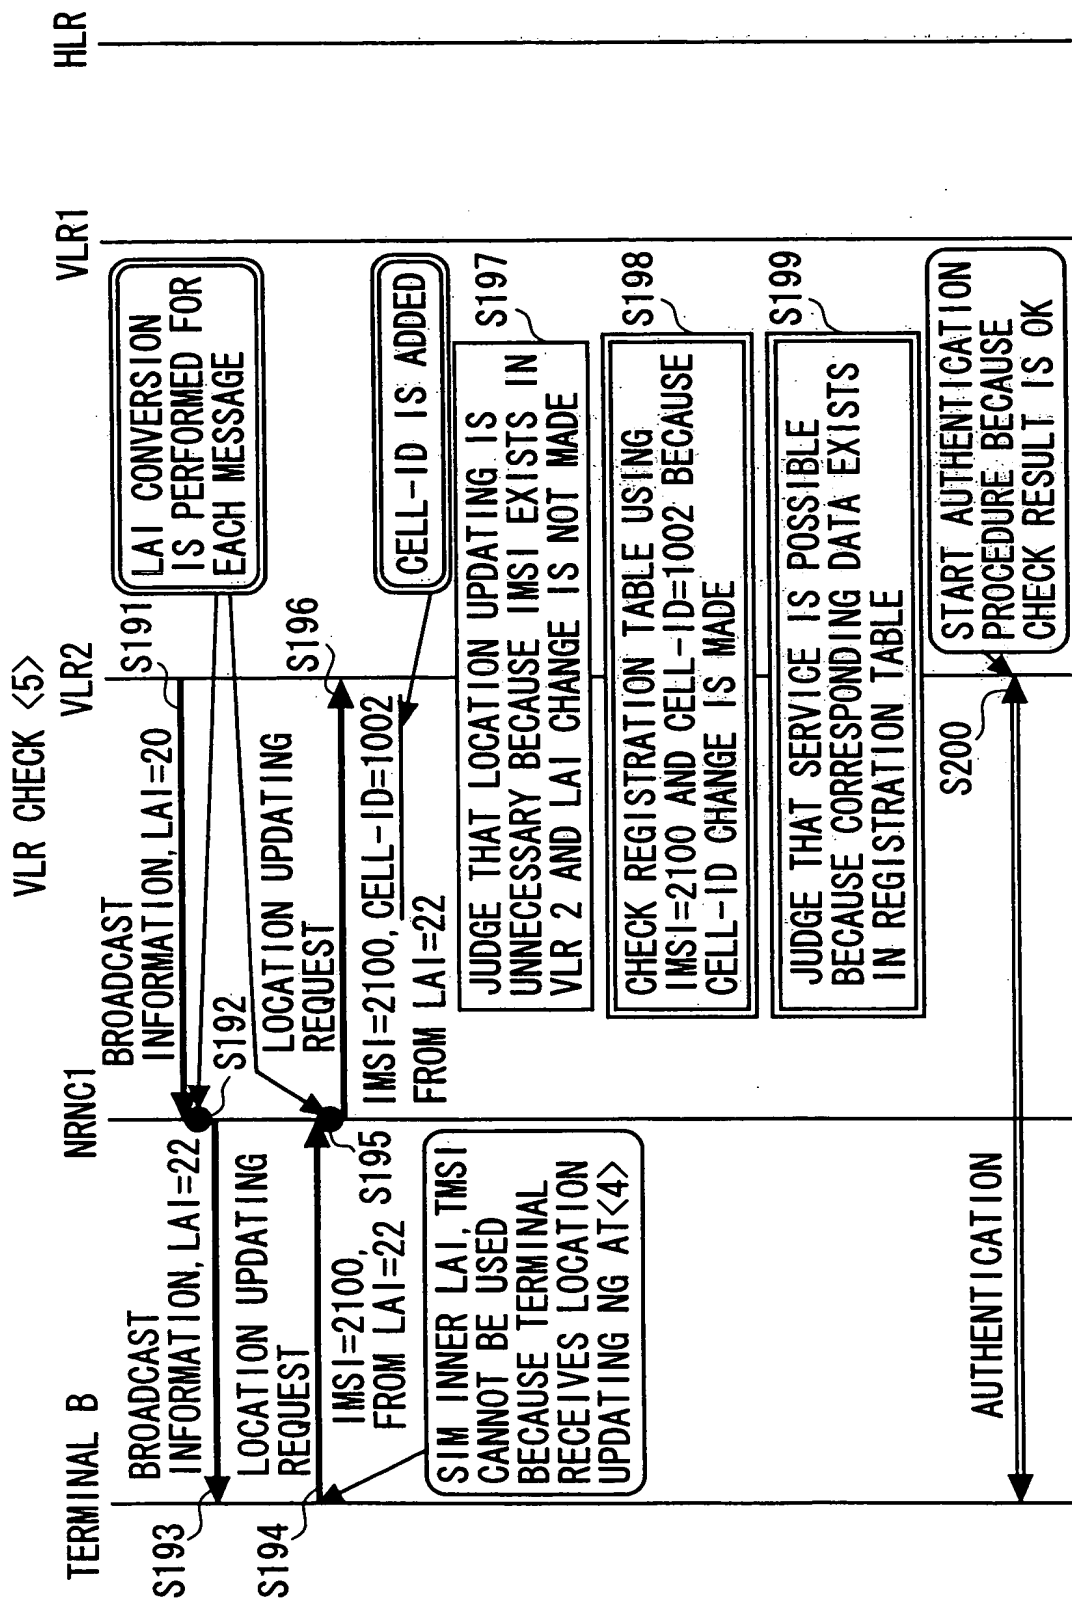 VLR CHECK <5>
TERMINAL B
NRNC1
VLR2
VLR1
HLR
S191
BROADCAST
INFORMATION, LAI=20
LAI CONVERSION
IS PERFORMED FOR
EACH MESSAGE
S192
BROADCAST
INFORMATION, LAI=22
S193
LOCATION UPDATING
REQUEST
S194
IMSI=2100,
FROM LAI=22
S195
SIM INNER LAI, TMSI
CANNOT BE USED
BECAUSE TERMINAL
RECEIVES LOCATION
UPDATING NG AT<4>
LOCATION UPDATING
REQUEST
S196
IMSI=2100, CELL-ID=1002
FROM LAI=22
CELL-ID IS ADDED
S197
JUDGE THAT LOCATION UPDATING IS
UNNECESSARY BECAUSE IMSI EXISTS IN
VLR 2 AND LAI CHANGE IS NOT MADE
S198
CHECK REGISTRATION TABLE USING
IMSI=2100 AND CELL-ID=1002 BECAUSE
CELL-ID CHANGE IS MADE
S199
JUDGE THAT SERVICE IS POSSIBLE
BECAUSE CORRESPONDING DATA EXISTS
IN REGISTRATION TABLE
START AUTHENTICATION
PROCEDURE BECAUSE
CHECK RESULT IS OK
S200
AUTHENTICATION